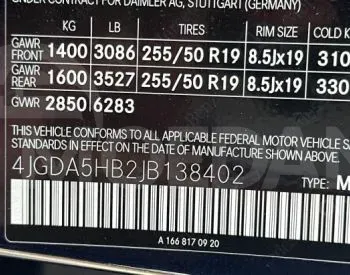 UNDER CONTRACT FOR DAIMLER AG, STUTTGART (GERMANY)
KG LB TIRE SIZE RIM SIZE COLD
GAWR FRONT 1400 3086 255/50 R19 8.5Jx19 310
GAWR REAR 1600 3527 255/50 R19 8.5Jx19 330
GVWR 2850 6283
THIS VEHICLE CONFORMS TO ALL APPLICABLE FEDERAL MOTOR VEHICLE
STANDARDS IN EFFECT ON THE DATE OF MANUFACTURE SHOWN ABOVE.
4JGDA5HB2JB138402
TYPE: M
A 166 817 09 20